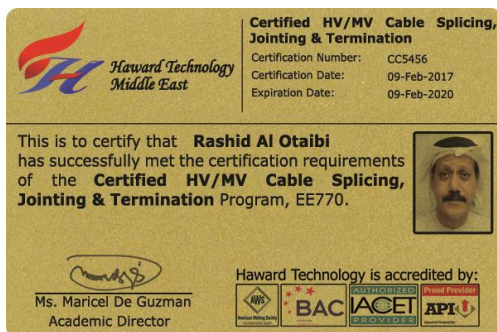 Haward Technology
Middle East
Certified HV/MV Cable Splicing,
Jointing & Termination
Certification Number: CC5456
Certification Date: 09-Feb-2017
Expiration Date: 09-Feb-2020
This is to certify that Rashid Al Otaibi
has successfully met the certification requirements
of the Certified HV/MV Cable Splicing,
Jointing & Termination Program, EE770.
Ms. Maricel De Guzman
Academic Director
Haward Technology is accredited by:
AWS
American Welding Society
BAC
AUTHORIZED
IACET
PROVIDER
Proud Provider
API